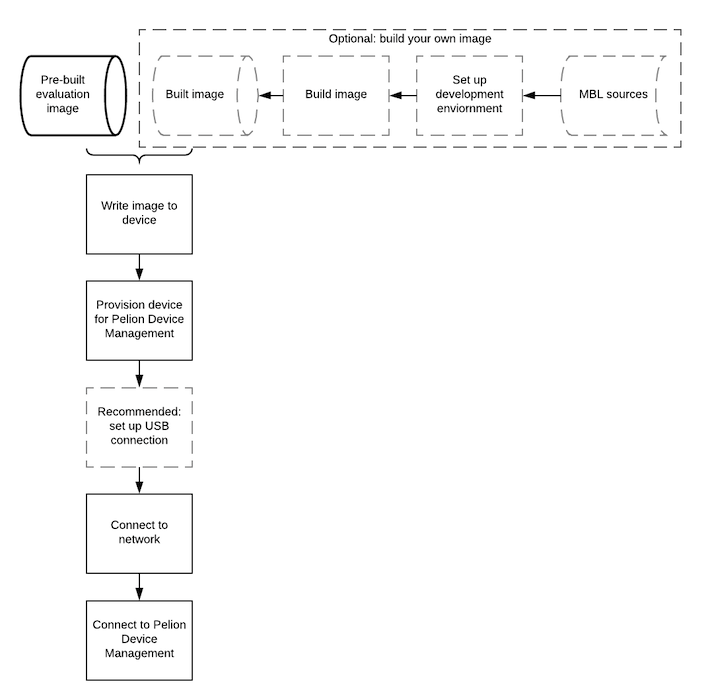 Optional: build your own image
Pre-built
evaluation
image
Built image
Build image
Set up
development
enviornment
MBL sources
Write image to
device
Provision device
for Pelion Device
Management
Recommended:
set up USB
connection
Connect to
network
Connect to Pelion
Device
Management